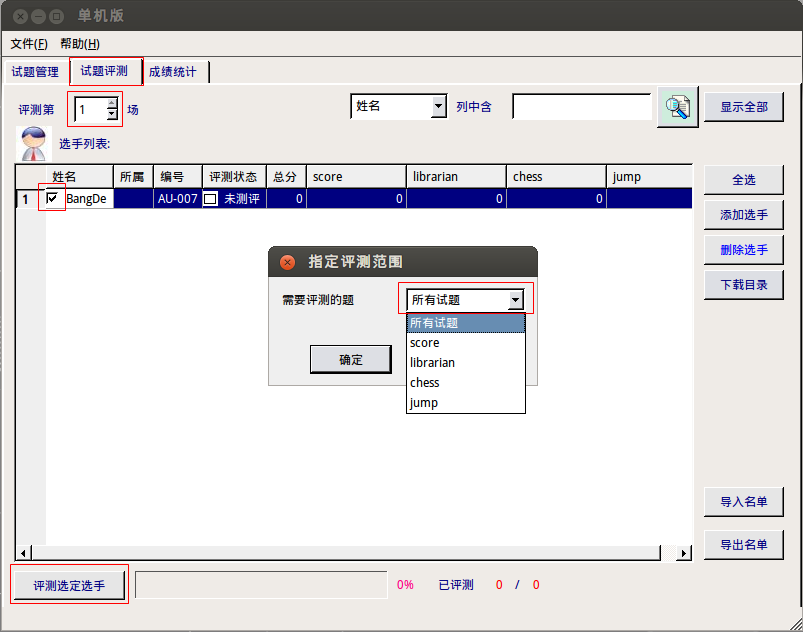 单机版
文件(F) 帮助(H)
试题管理 试题评测 成绩统计
评测第 1 场 姓名 列中含 显示全部
选手列表:
姓名 所属 编号 评测状态 总分 score librarian chess jump
1 BangDe AU-007 未测评 0 0 0 0
全选
添加选手
删除选手
下载目录
指定评测范围
需要评测的题 所有试题
所有试题
score
librarian
chess
jump
确定
导入名单
导出名单
评测选定选手 0% 已评测 0 / 0